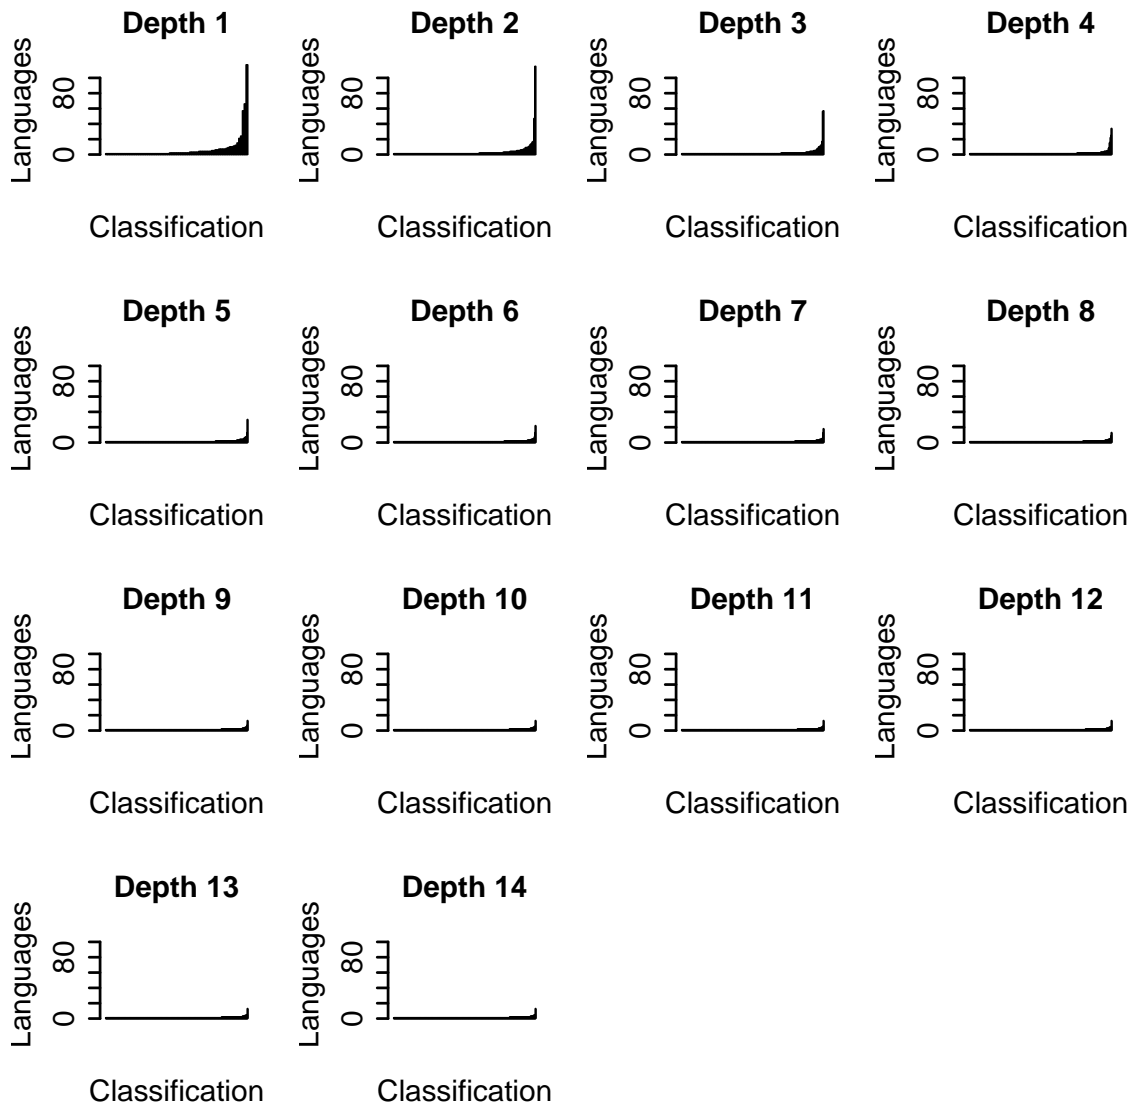 Depth 1
Languages
0
80
Classification
Depth 2
Languages
0
80
Classification
Depth 3
Languages
0
80
Classification
Depth 4
Languages
0
80
Classification
Depth 5
Languages
0
80
Classification
Depth 6
Languages
0
80
Classification
Depth 7
Languages
0
80
Classification
Depth 8
Languages
0
80
Classification
Depth 9
Languages
0
80
Classification
Depth 10
Languages
0
80
Classification
Depth 11
Languages
0
80
Classification
Depth 12
Languages
0
80
Classification
Depth 13
Languages
0
80
Classification
Depth 14
Languages
0
80
Classification